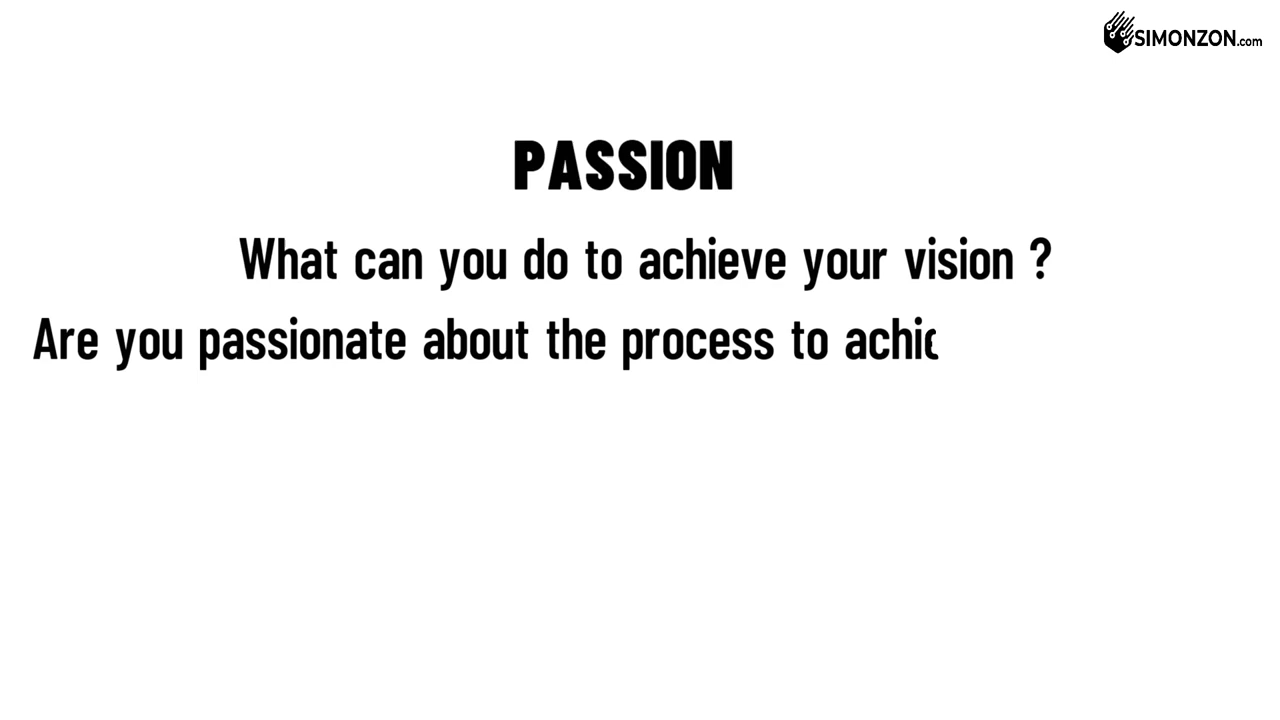 SIMONZON.com
PASSION
What can you do to achieve your vision ?
Are you passionate about the process to